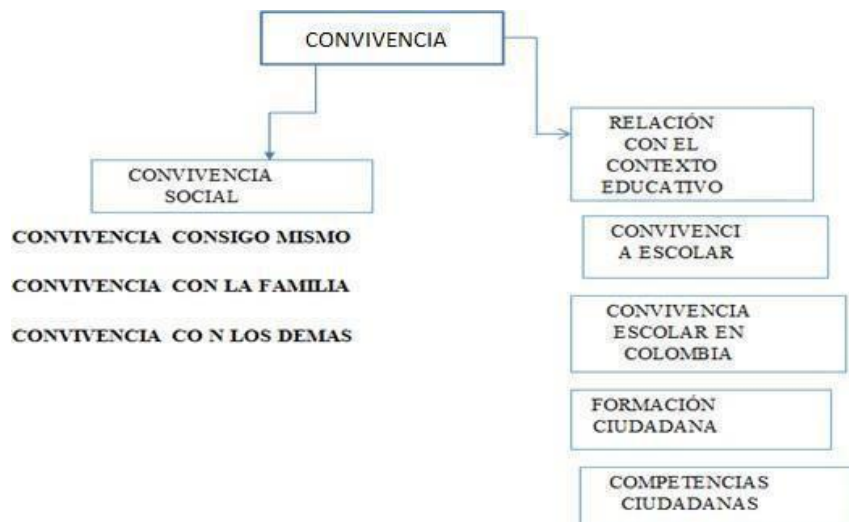 CONVIVENCIA
CONVIVENCIA
SOCIAL
CONVIVENCIA CONSIGO MISMO
CONVIVENCIA CON LA FAMILIA
CONVIVENCIA CO N LOS DEMAS
RELACIÓN
CON EL
CONTEXTO
EDUCATIVO
CONVIVENCI
A ESCOLAR
CONVIVENCIA
ESCOLAR EN
COLOMBIA
FORMACIÓN
CIUDADANA
COMPETENCIAS
CIUDADANAS